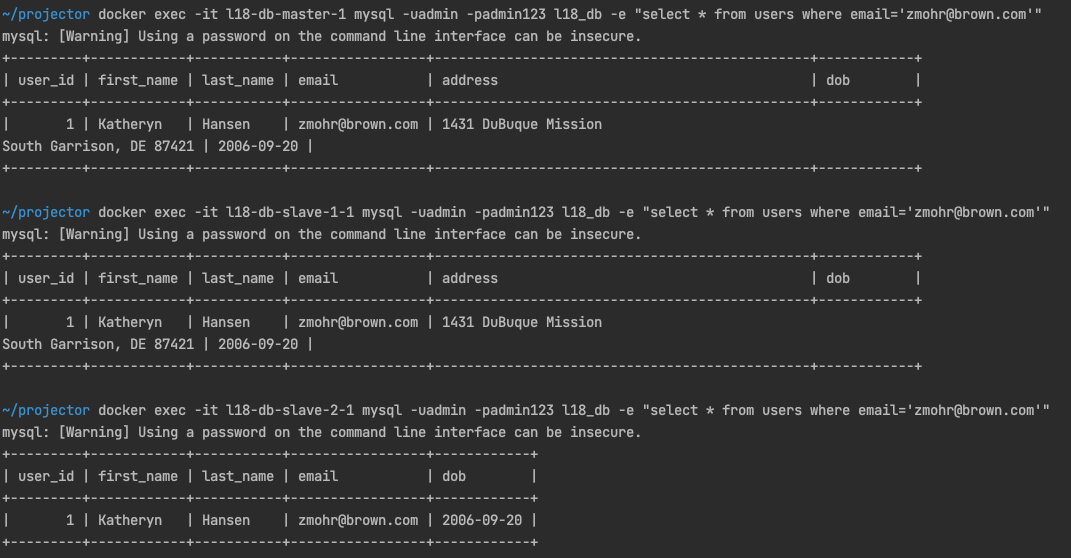 ~/projector docker exec -it l18-db-master-1 mysql -uadmin -padmin123 l18_db -e "select * from users where email='zmohr@brown.com'"
mysql: [Warning] Using a password on the command line interface can be insecure.
+---------+------------+-----------+-----------------+-----------------------------------------------+------------+
| user_id | first_name | last_name | email           | address                                       | dob        |
+---------+------------+-----------+-----------------+-----------------------------------------------+------------+
|       1 | Katheryn   | Hansen    | zmohr@brown.com | 1431 DuBuque Mission
South Garrison, DE 87421 | 2006-09-20 |
+---------+------------+-----------+-----------------+-----------------------------------------------+------------+
~/projector docker exec -it l18-db-slave-1-1 mysql -uadmin -padmin123 l18_db -e "select * from users where email='zmohr@brown.com'"
mysql: [Warning] Using a password on the command line interface can be insecure.
+---------+------------+-----------+-----------------+-----------------------------------------------+------------+
| user_id | first_name | last_name | email           | address                                       | dob        |
+---------+------------+-----------+-----------------+-----------------------------------------------+------------+
|       1 | Katheryn   | Hansen    | zmohr@brown.com | 1431 DuBuque Mission
South Garrison, DE 87421 | 2006-09-20 |
+---------+------------+-----------+-----------------+-----------------------------------------------+------------+
~/projector docker exec -it l18-db-slave-2-1 mysql -uadmin -padmin123 l18_db -e "select * from users where email='zmohr@brown.com'"
mysql: [Warning] Using a password on the command line interface can be insecure.
+---------+------------+-----------+-----------------+------------+
| user_id | first_name | last_name | email           | dob        |
+---------+------------+-----------+-----------------+------------+
|       1 | Katheryn   | Hansen    | zmohr@brown.com | 2006-09-20 |
+---------+------------+-----------+-----------------+------------+